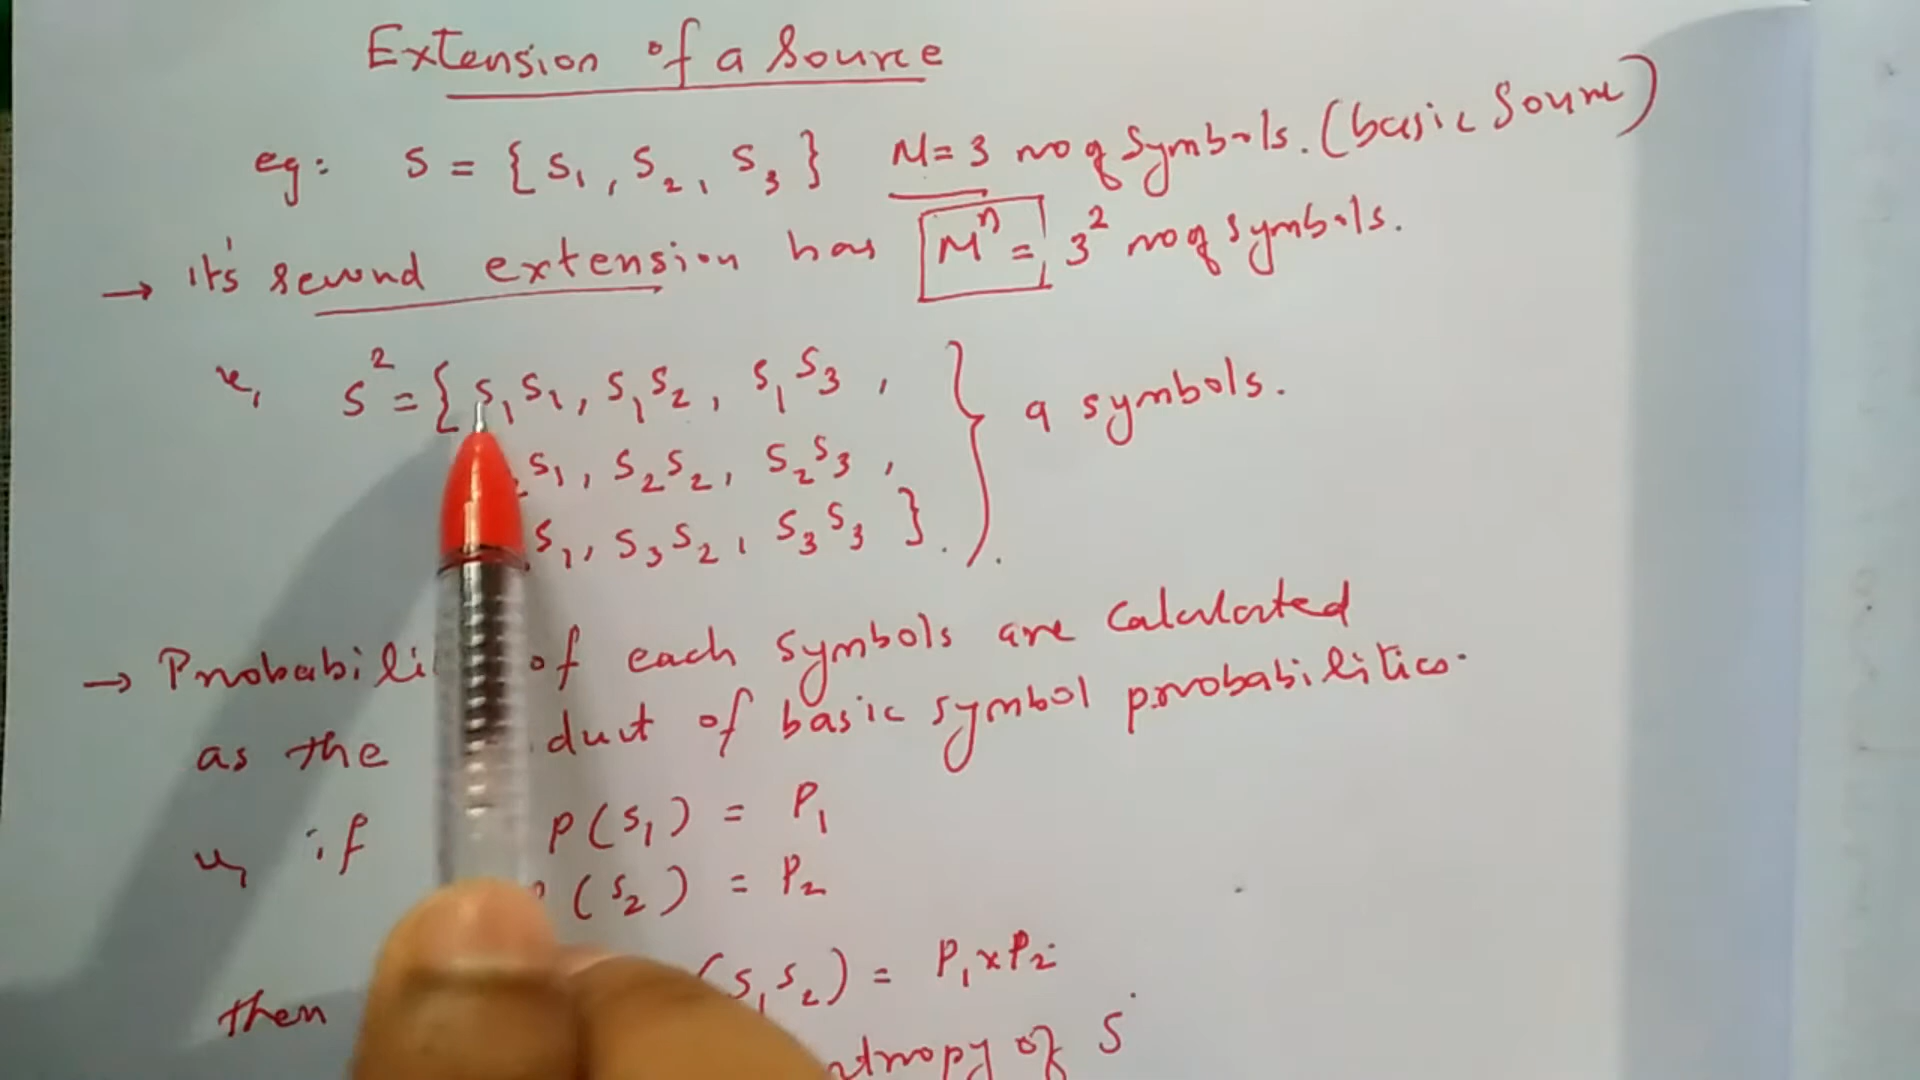 Extension of a Source
eg: S = { S1, S2, S3 } M=3 no of symbols. (basic Source)
→ It's second extension has M^n = 3^2 no of symbols.
S^2 = { S1S1, S1S2, S1S3,
S1, S2S2, S2S3, } 9 symbols.
S1, S3S2, S3S3 }.
→ Probabili of each symbols are calculated
as the duct of basic symbol probabilities.
if P(S1) = P1
(S2) = P2
then (S1S2) = P1xP2
ntropy of S